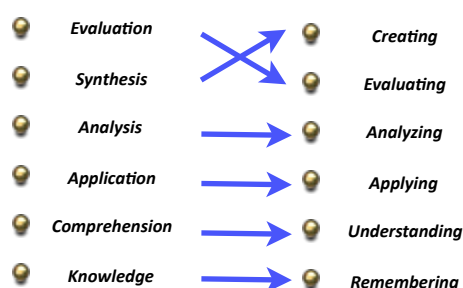 Evaluation
Creating
Synthesis
Evaluating
Analysis
Analyzing
Application
Applying
Comprehension
Understanding
Knowledge
Remembering